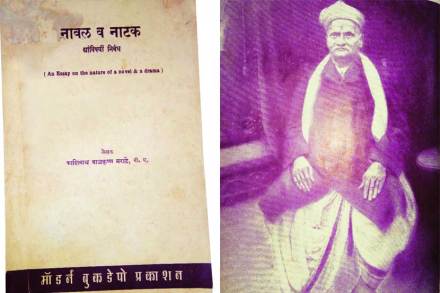 नावल व नाटक
ह्यांविषयीं निबंध
( An Essay on the nature of a novel & a drama )
लेखक
काशिनाथ बाळकृष्ण मराठे, बी. ए.
मॉडर्न बुकडेपो प्रकाशन